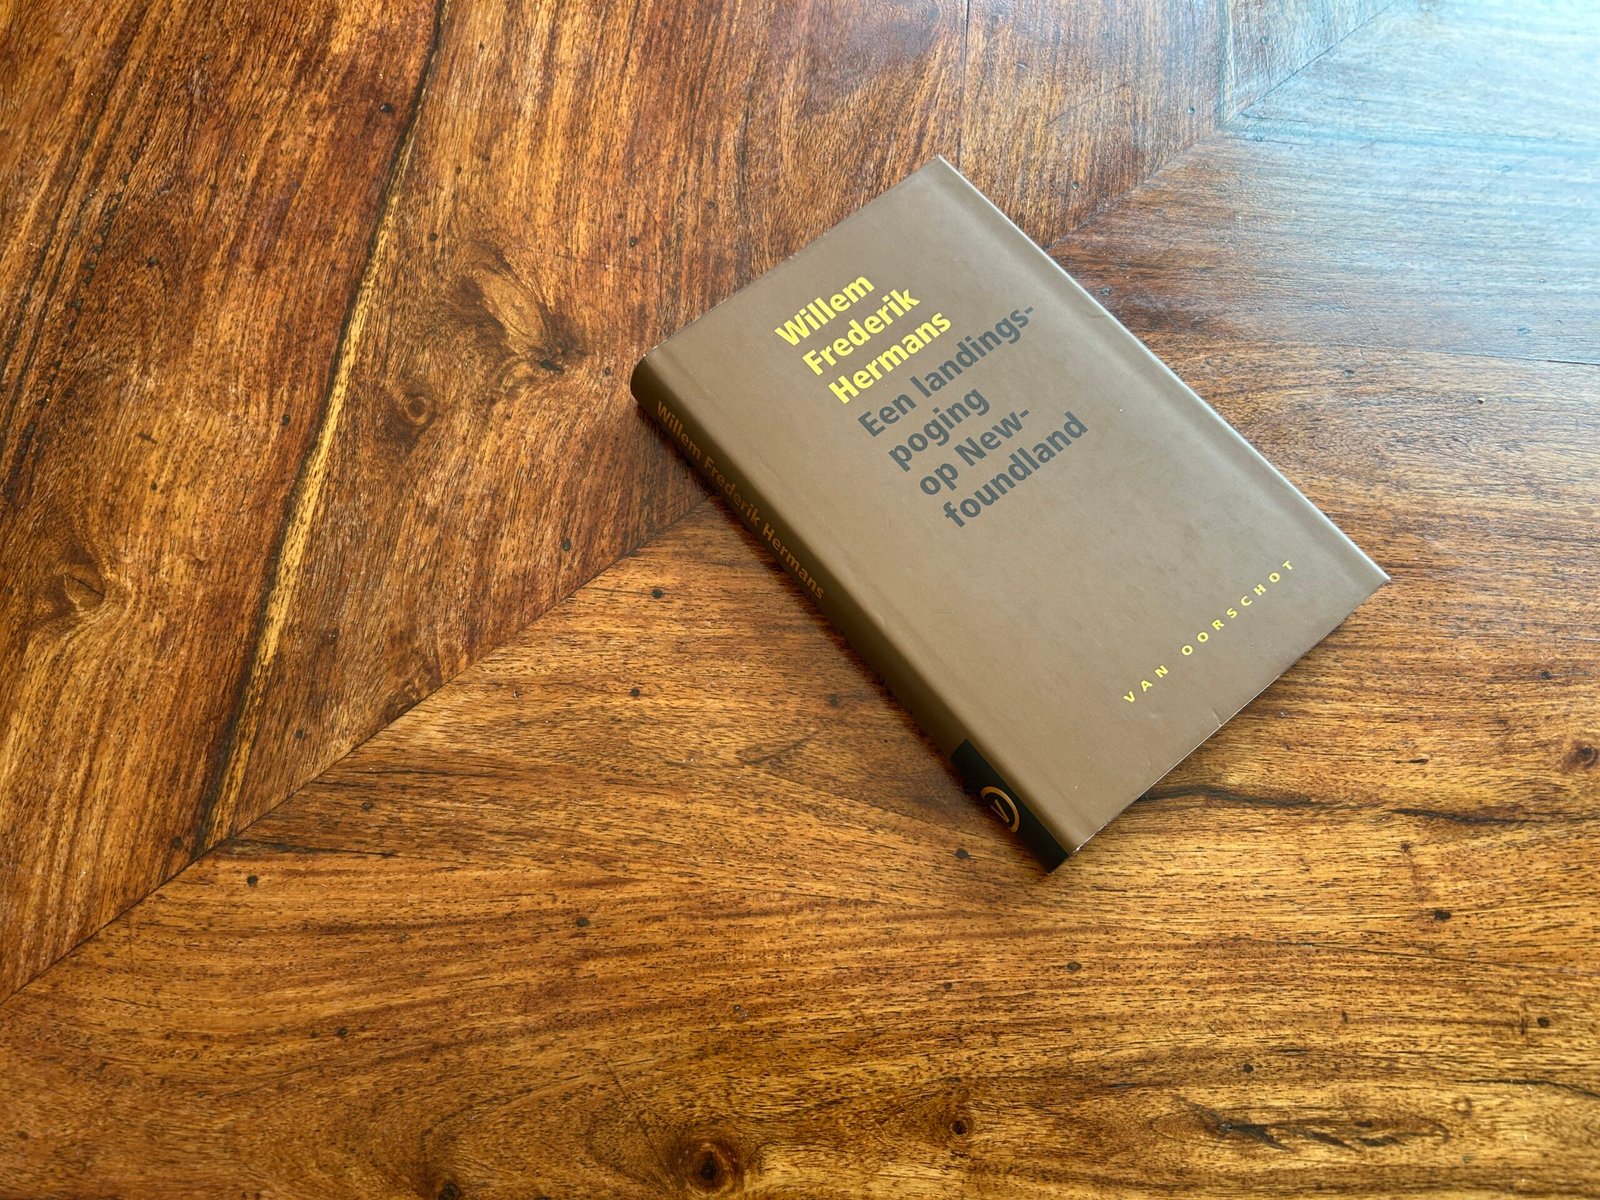 Willem
Frederik
Hermans
Een landings-
poging
op New-
foundland
VAN OORSCHOT
Willem Frederik Hermans